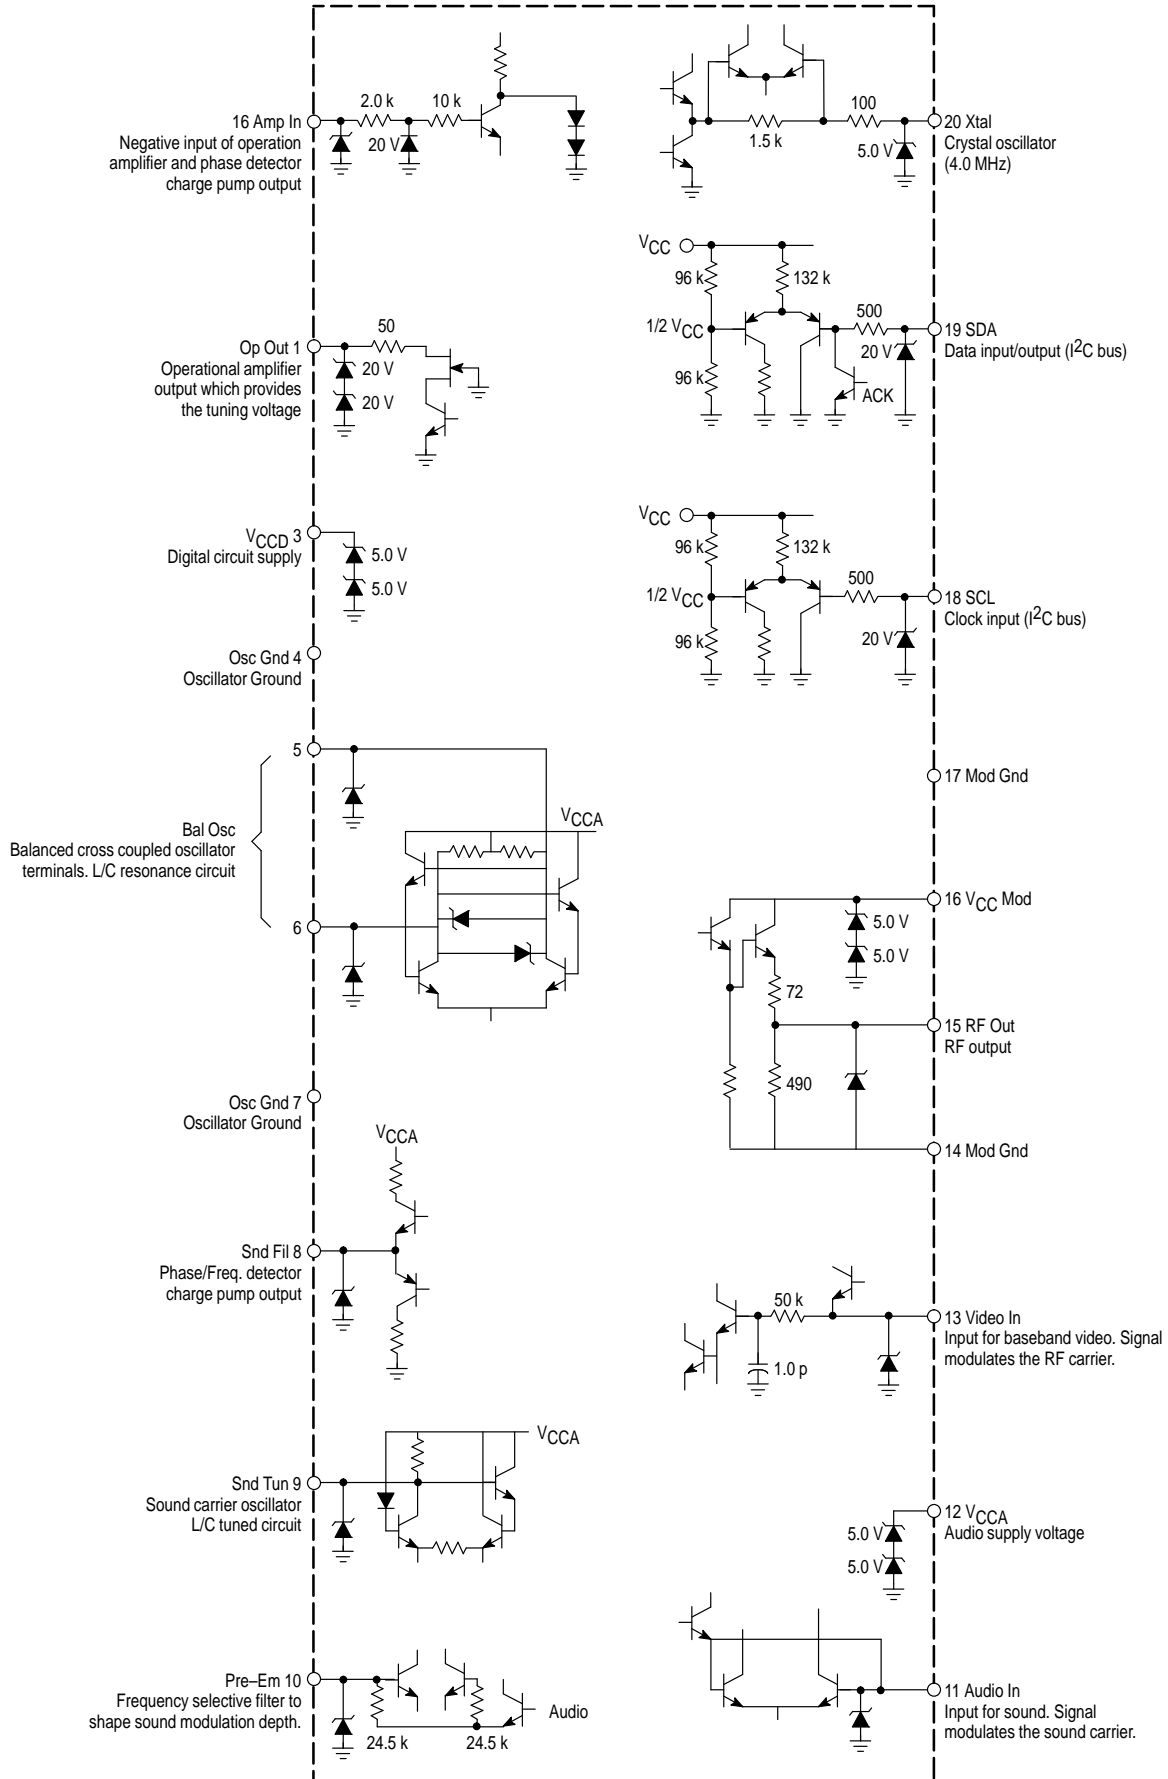 2.0 k
10 k
16 Amp In
20 V
Negative input of operation
amplifier and phase detector
charge pump output
100
1.5 k
5.0 V
20 Xtal
Crystal oscillator
(4.0 MHz)
VCC
96 k
132 k
1/2 VCC
96 k
500
20 V
ACK
19 SDA
Data input/output (I2C bus)
50
Op Out 1
20 V
20 V
Operational amplifier
output which provides
the tuning voltage
VCCD 3
Digital circuit supply
5.0 V
5.0 V
VCC
96 k
132 k
1/2 VCC
96 k
500
20 V
18 SCL
Clock input (I2C bus)
Osc Gnd 4
Oscillator Ground
5
17 Mod Gnd
VCCA
Bal Osc
Balanced cross coupled oscillator
terminals. L/C resonance circuit
6
16 VCC Mod
5.0 V
5.0 V
72
15 RF Out
RF output
490
14 Mod Gnd
Osc Gnd 7
Oscillator Ground
VCCA
Snd Fil 8
Phase/Freq. detector
charge pump output
50 k
1.0 p
13 Video In
Input for baseband video. Signal
modulates the RF carrier.
VCCA
Snd Tun 9
Sound carrier oscillator
L/C tuned circuit
12 VCCA
Audio supply voltage
5.0 V
5.0 V
Pre–Em 10
Frequency selective filter to
shape sound modulation depth.
24.5 k
24.5 k
Audio
11 Audio In
Input for sound. Signal
modulates the sound carrier.